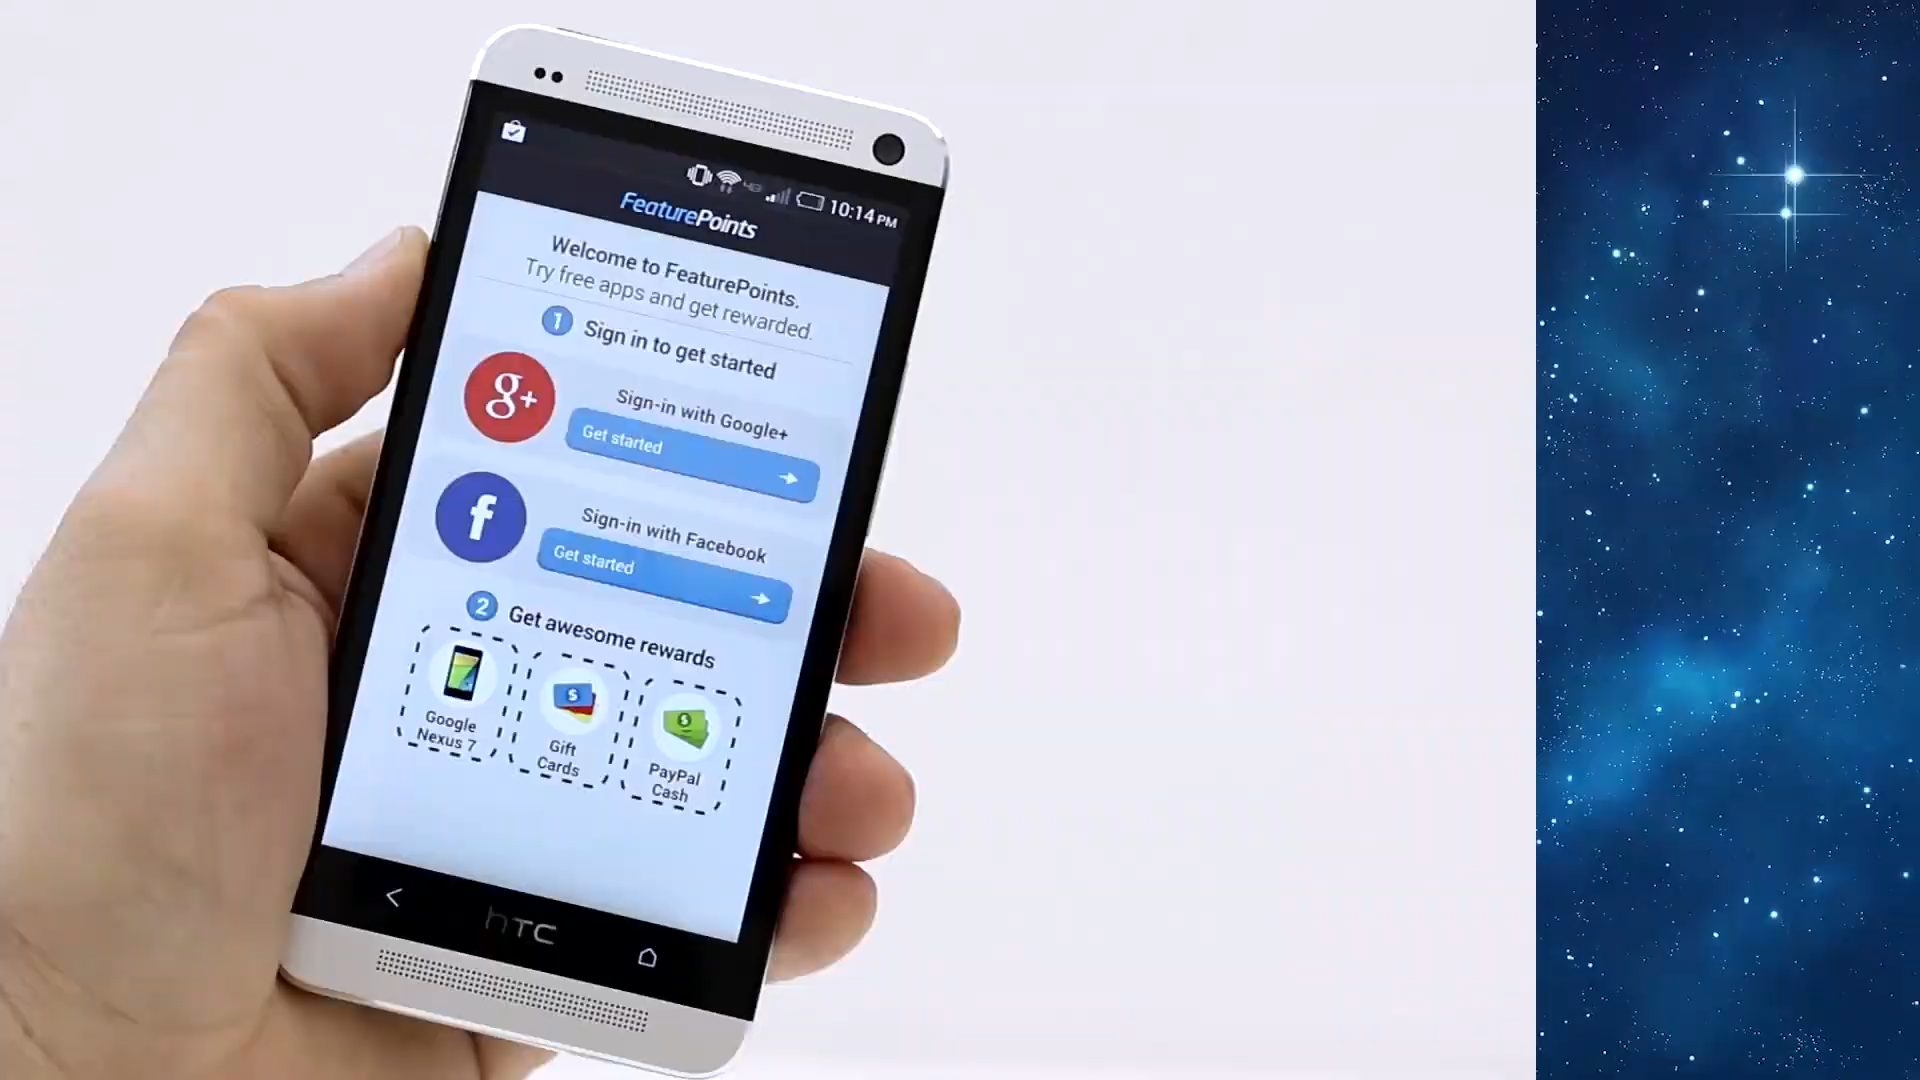 10:14 PM
FeaturePoints
Welcome to FeaturePoints.
Try free apps and get rewarded.
1 Sign in to get started
g+
Sign-in with Google+
Get started
f
Sign-in with Facebook
Get started
2 Get awesome rewards
Google
Nexus 7
Gift
Cards
PayPal
Cash
hTC